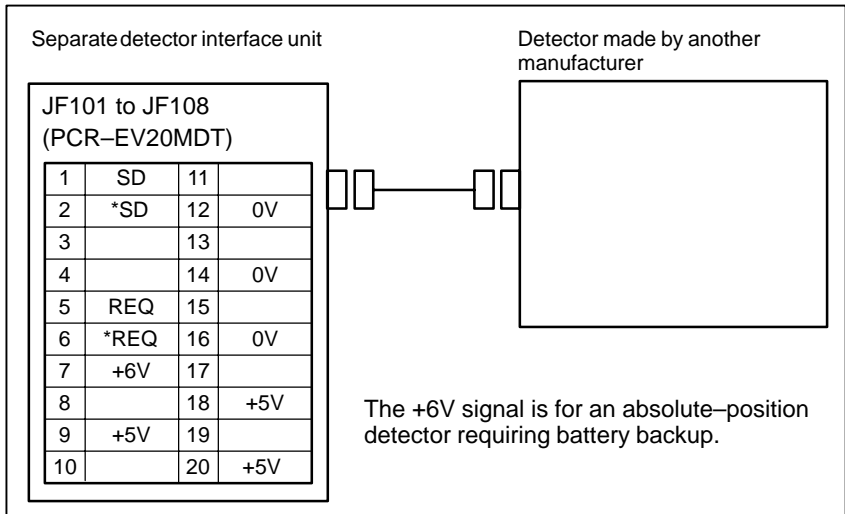 Separate detector interface unit
Detector made by another
manufacturer
JF101 to JF108
(PCR–EV20MDT)
1 SD 11
2 *SD 12 0V
3 13
4 14 0V
5 REQ 15
6 *REQ 16 0V
7 +6V 17
8 18 +5V
9 +5V 19
10 20 +5V
The +6V signal is for an absolute–position
detector requiring battery backup.